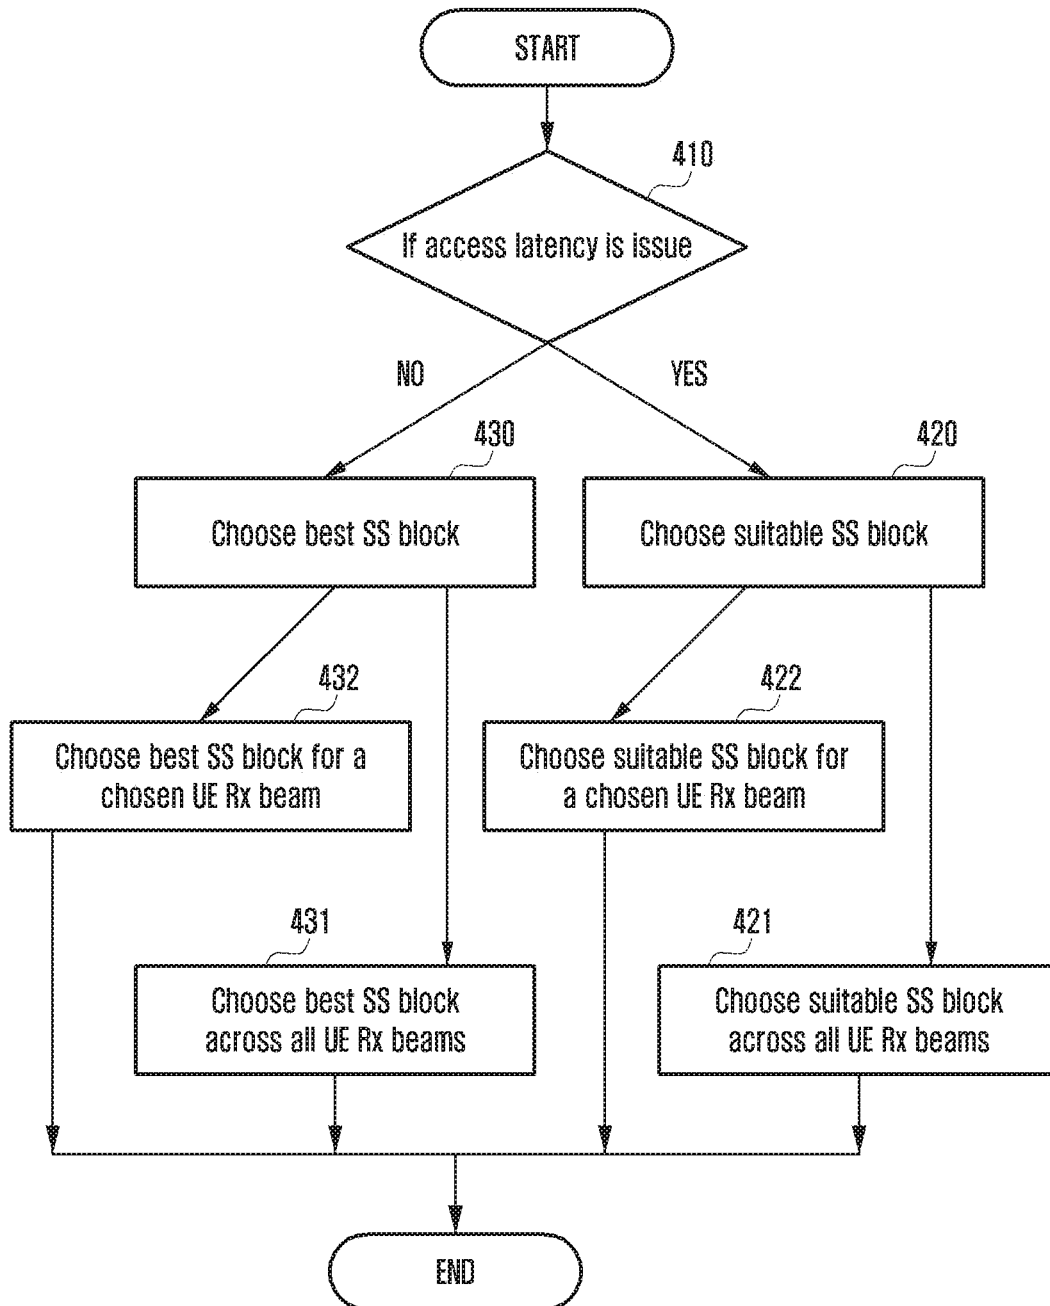 START
410
If access latency is issue
NO
YES
430
420
Choose best SS block
Choose suitable SS block
432
422
Choose best SS block for a
chosen UE Rx beam
Choose suitable SS block for
a chosen UE Rx beam
431
421
Choose best SS block
across all UE Rx beams
Choose suitable SS block
across all UE Rx beams
END